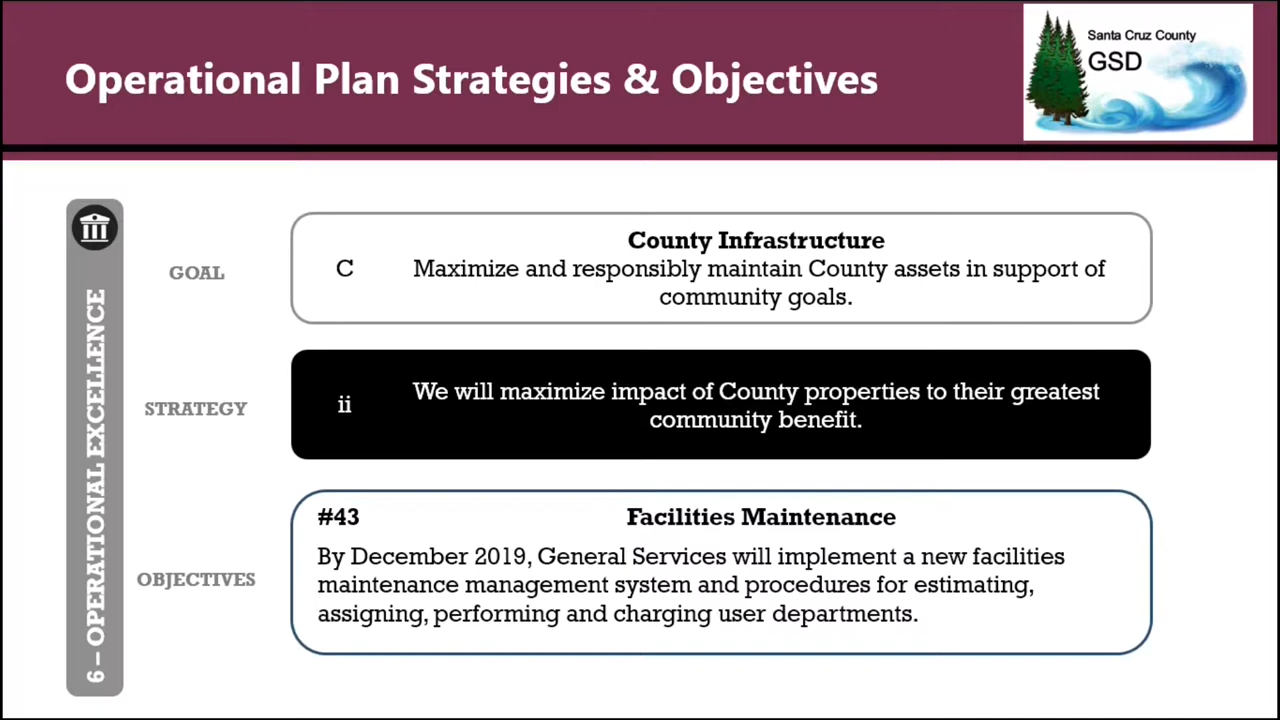 Operational Plan Strategies & Objectives
Santa Cruz County
GSD
6 – OPERATIONAL EXCELLENCE
GOAL
C
County Infrastructure
Maximize and responsibly maintain County assets in support of
community goals.
STRATEGY
ii
We will maximize impact of County properties to their greatest
community benefit.
OBJECTIVES
#43 Facilities Maintenance
By December 2019, General Services will implement a new facilities
maintenance management system and procedures for estimating,
assigning, performing and charging user departments.